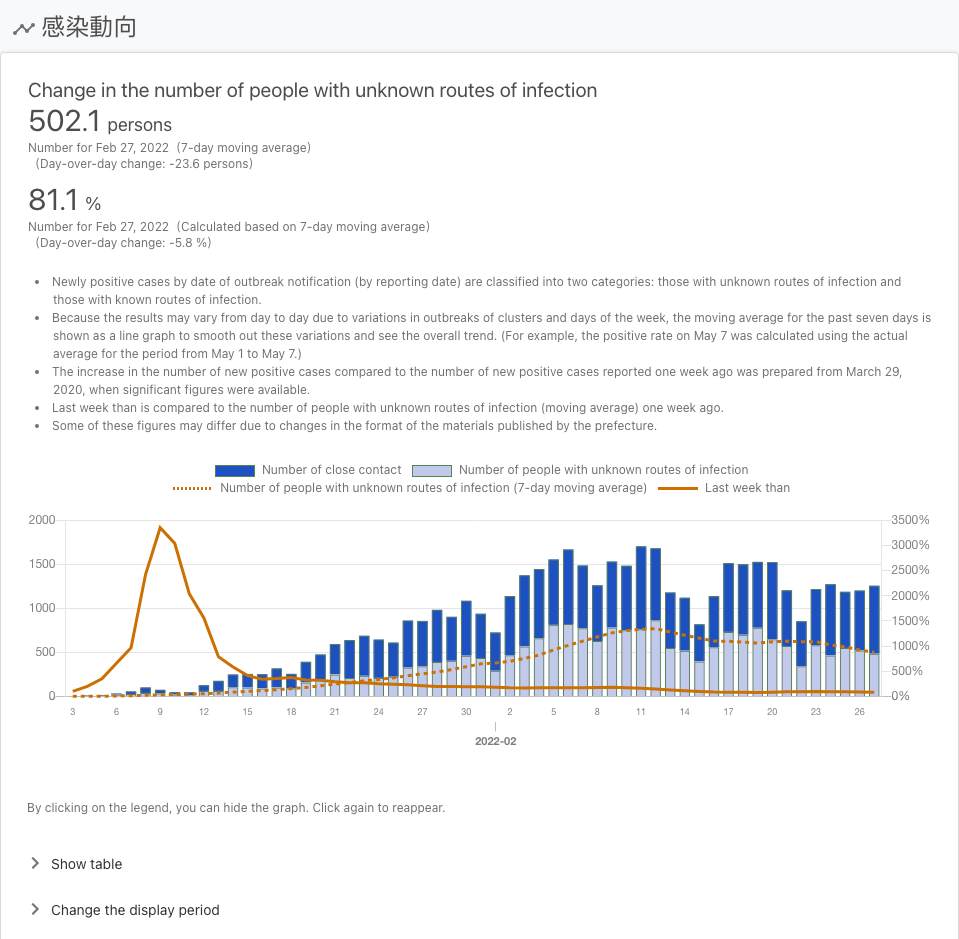 感染動向
Change in the number of people with unknown routes of infection
502.1 persons
Number for Feb 27, 2022 (7-day moving average)
(Day-over-day change: -23.6 persons)
81.1 %
Number for Feb 27, 2022 (Calculated based on 7-day moving average)
(Day-over-day change: -5.8 %)
• Newly positive cases by date of outbreak notification (by reporting date) are classified into two categories: those with unknown routes of infection and
those with known routes of infection.
• Because the results may vary from day to day due to variations in outbreaks of clusters and days of the week, the moving average for the past seven days is
shown as a line graph to smooth out these variations and see the overall trend. (For example, the positive rate on May 7 was calculated using the actual
average for the period from May 1 to May 7.)
• The increase in the number of new positive cases compared to the number of new positive cases reported one week ago was prepared from March 29,
2020, when significant figures were available.
• Last week than is compared to the number of people with unknown routes of infection (moving average) one week ago.
• Some of these figures may differ due to changes in the format of the materials published by the prefecture.
Number of close contact Number of people with unknown routes of infection
Number of people with unknown routes of infection (7-day moving average) Last week than
2000 3500%
3000%
1500 2500%
1000 2000%
1500%
500 1000%
500%
0 0%
3 6 9 12 15 18 21 24 27 30 2 5 8 11 14 17 20 23 26
2022-02
By clicking on the legend, you can hide the graph. Click again to reappear.
Show table
Change the display period